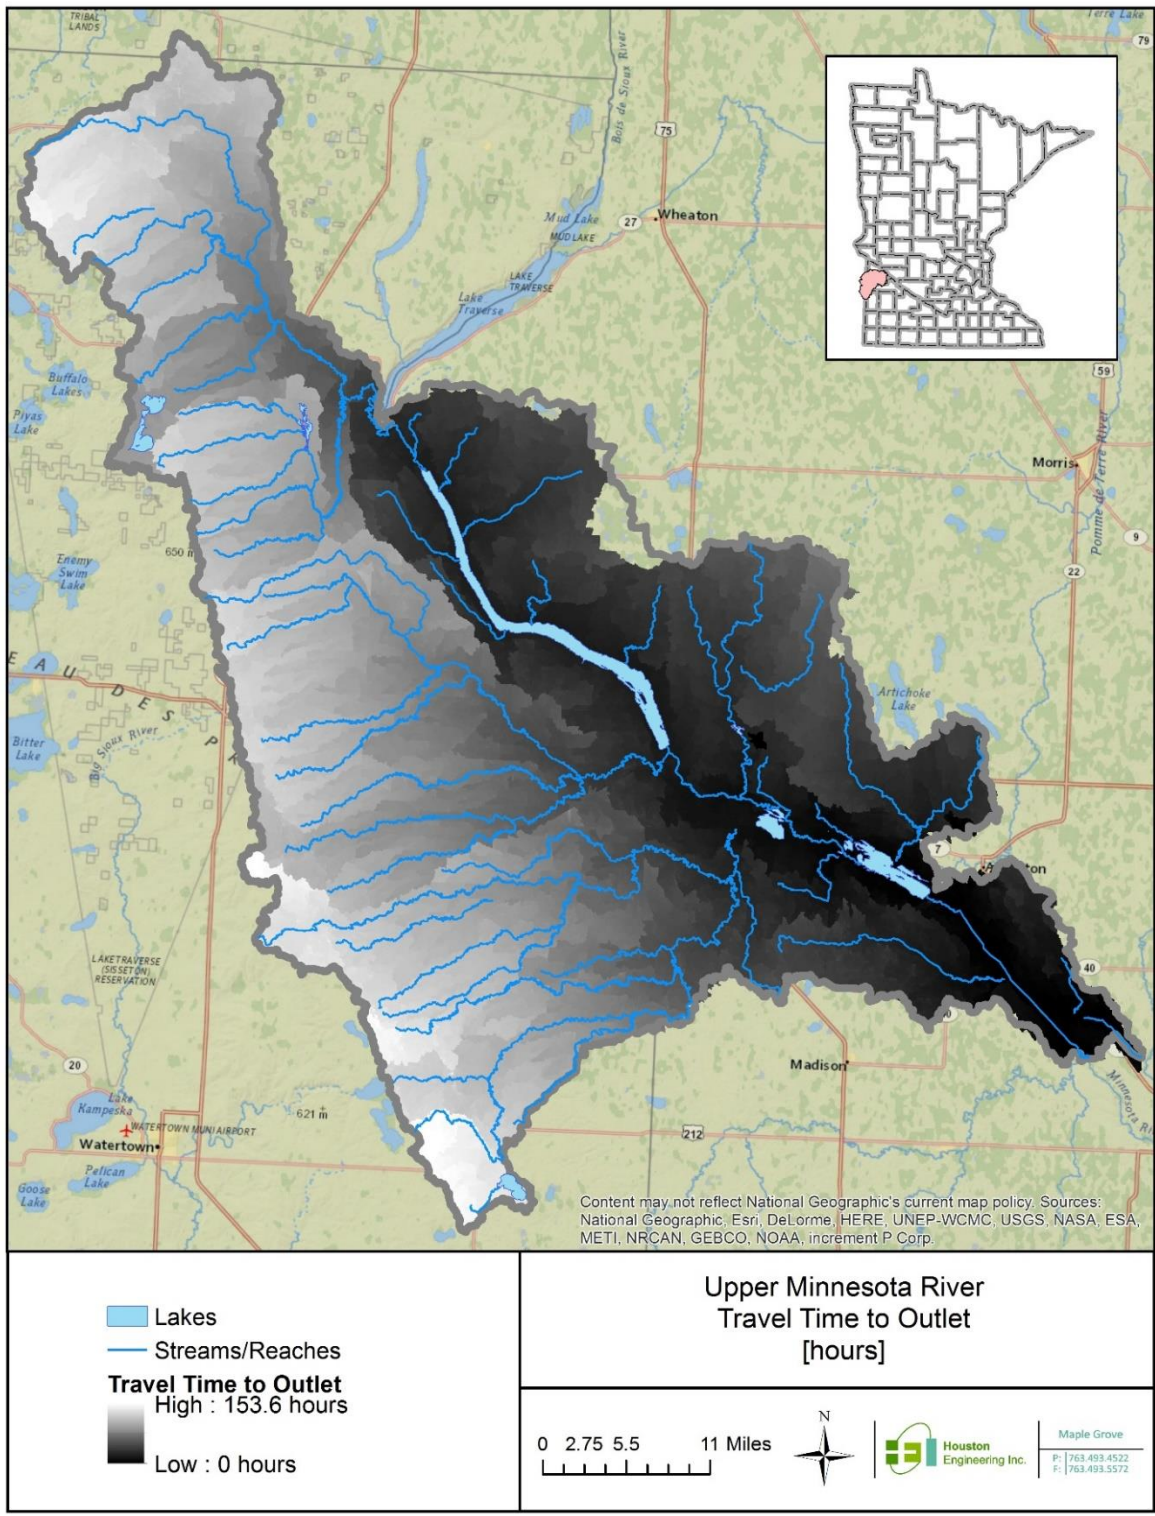 TRIBAL
LANDS
Terre Lake
79
Bois de Sioux River
75
Mud Lake
MUD LAKE
27
Wheaton
LAKE
TRAVERSE
Lake
Traverse
59
Buffalo
Lakes
Piyas
Lake
Morris
Pomme de Terre River
9
650 m
Enemy
Swim
Lake
22
EAU DES P
Artichoke
Lake
Bitter
Lake
Big Sioux River
7
ton
LAKE TRAVERSE
(SISSETON)
RESERVATION
40
Madison
20
Lake
Kampeska
621 m
WATERTOWN MUNI AIRPORT
Watertown
212
Minnesota Ri
Pelican
Lake
Goose
Lake
Content may not reflect National Geographic's current map policy. Sources:
National Geographic, Esri, DeLorme, HERE, UNEP-WCMC, USGS, NASA, ESA,
METI, NRCAN, GEBCO, NOAA, increment P Corp.
Lakes
Streams/Reaches
Travel Time to Outlet
High : 153.6 hours
Low : 0 hours
Upper Minnesota River
Travel Time to Outlet
[hours]
0 2.75 5.5 11 Miles
N
Houston
Engineering Inc.
Maple Grove
P: 763.493.4522
F: 763.493.5572